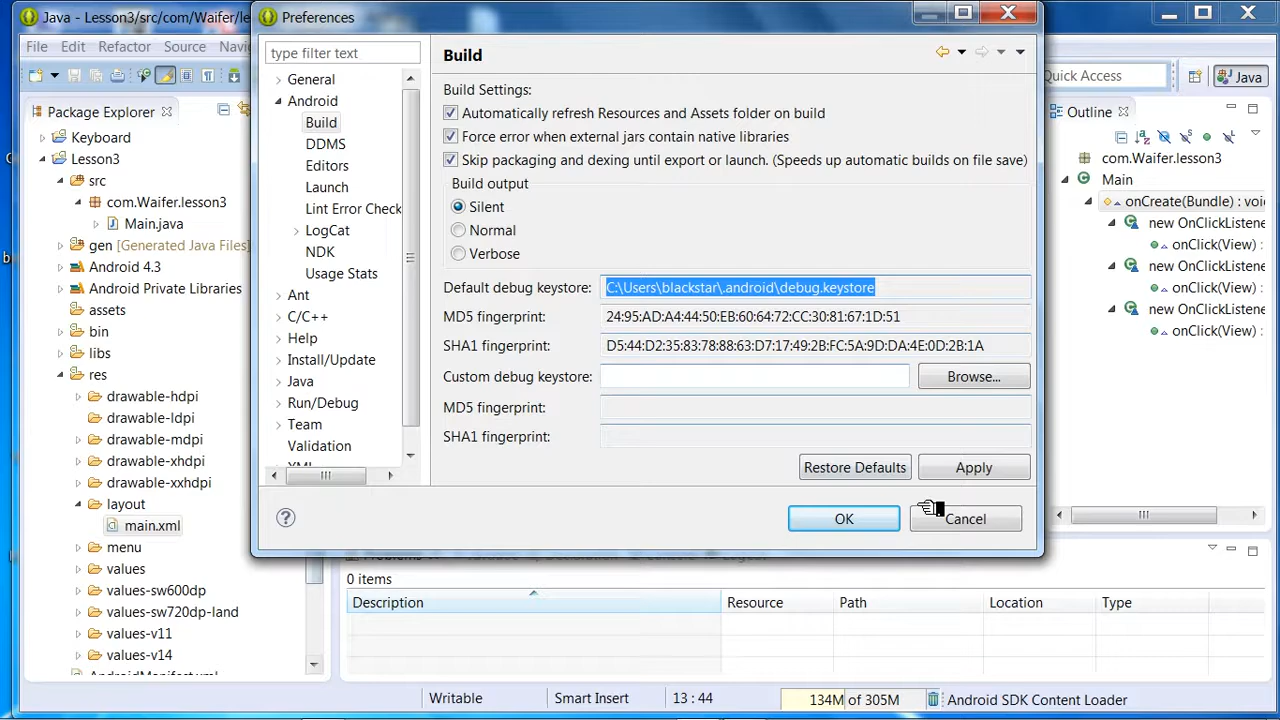 Java - Lesson3/src/com/Waifer/le
Preferences
File Edit Refactor Source Navi
Quick Access
Java
Package Explorer
Keyboard
Lesson3
src
com.Waifer.lesson3
Main.java
gen [Generated Java Files]
Android 4.3
Android Private Libraries
assets
bin
libs
res
drawable-hdpi
drawable-ldpi
drawable-mdpi
drawable-xhdpi
drawable-xxhdpi
layout
main.xml
menu
values
values-sw600dp
values-sw720dp-land
values-v11
values-v14
AndroidManifest.xml
type filter text
General
Android
Build
DDMS
Editors
Launch
Lint Error Check
LogCat
NDK
Usage Stats
Ant
C/C++
Help
Install/Update
Java
Run/Debug
Team
Validation
XML
Build
Build Settings:
Automatically refresh Resources and Assets folder on build
Force error when external jars contain native libraries
Skip packaging and dexing until export or launch. (Speeds up automatic builds on file save)
Build output
Silent
Normal
Verbose
Default debug keystore: C:\Users\blackstar\.android\debug.keystore
MD5 fingerprint: 24:95:AD:A4:44:50:EB:60:64:72:CC:30:81:67:1D:51
SHA1 fingerprint: D5:44:D2:35:83:78:88:63:D7:17:49:2B:FC:5A:9D:DA:4E:0D:2B:1A
Custom debug keystore: Browse...
MD5 fingerprint:
SHA1 fingerprint:
Restore Defaults Apply
OK Cancel
Outline
com.Waifer.lesson3
Main
onCreate(Bundle) : voi
new OnClickListene
onClick(View) :
new OnClickListene
onClick(View) :
new OnClickListene
onClick(View) :
0 items
Description Resource Path Location Type
Writable Smart Insert 13 : 44 134M of 305M Android SDK Content Loader